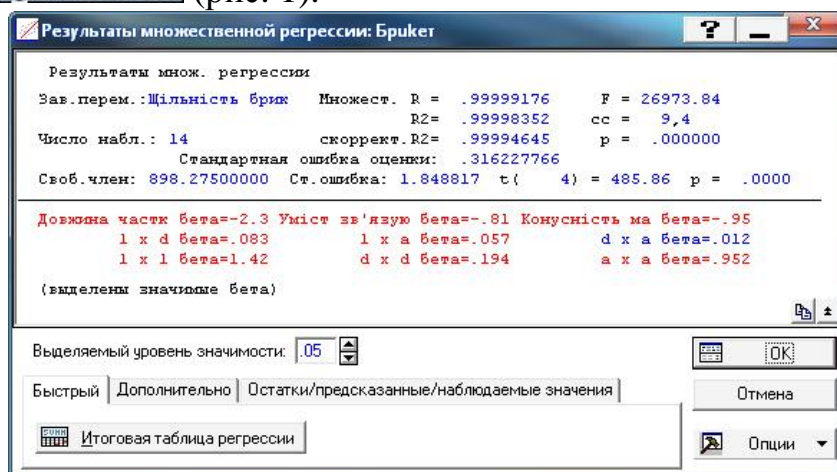 (рис. 1).
Результаты множественной регрессии: Бриket
?
X
Результаты множ. регрессии
Зав.перем.:Щільність брик Множест. R = .99999176 F = 26973.84
R2= .99998352 cc = 9,4
Число набл.: 14 скоррект.R2= .99994645 p = .000000
Стандартная ошибка оценки: .316227766
Своб.член: 898.27500000 Ст.ошибка: 1.848817 t( 4) = 485.86 p = .0000
Довжина частк бета=-2.3 Уміст зв'язую бета=-.81 Конусність ма бета=-.95
l x d бета=.083 l x a бета=.057 d x a бета=.012
l x l бета=1.42 d x d бета=.194 a x a бета=.952
(выделены значимые бета)
Выделяемый уровень значимости: .05
OK
Быстрый Дополнительно Остатки/предсказанные/наблюдаемые значения
Отмена
SUMM Итоговая таблица регрессии
Опции